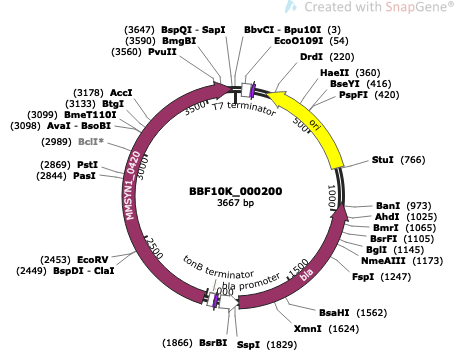 Created with SnapGene®
(3647) BspQI - SapI
(3590) BmgBI
(3560) PvuII
BbvCI - Bpu10I (3)
EcoO109I (54)
DrdI (220)
HaeII (360)
BseYI (416)
PspFI (420)
(3178) AccI
(3133) BtgI
(3099) BmeT110I
(3098) AvaI - BsoBI
(2989) BclI*
(2869) PstI
(2844) PasI
(2453) EcoRV
(2449) BspDI - ClaI
StuI (766)
BanI (973)
AhdI (1025)
BmrI (1065)
BsrFI (1105)
BglI (1145)
NmeAIII (1173)
FspI (1247)
BsaHI (1562)
XmnI (1624)
SspI (1829)
(1866) BsrBI
T7 terminator
ori
MMSYN1_0420
BBF10K_000200
3667 bp
tonB terminator
bla promoter
bla
500
1000
1500
2500
3000
3500